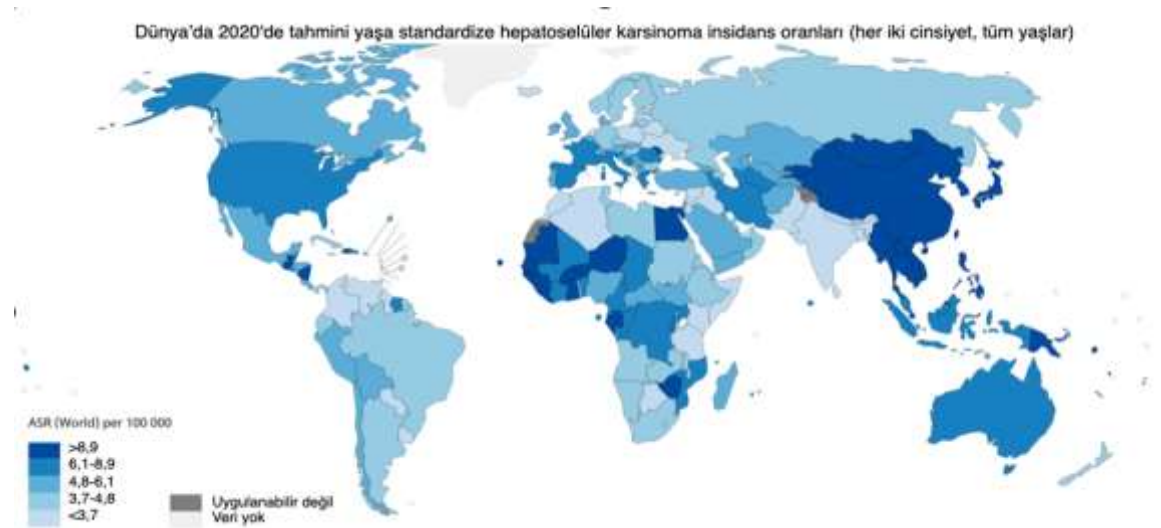 Dünya'da 2020'de tahmini yaşa standardize hepatoselüler karsinoma insidans oranları (her iki cinsiyet, tüm yaşlar)
ASR (World) per 100 000
>8,9
6,1-8,9
4,8-6,1
3,7-4,8
<3,7
Uygulanabilir değil
Veri yok